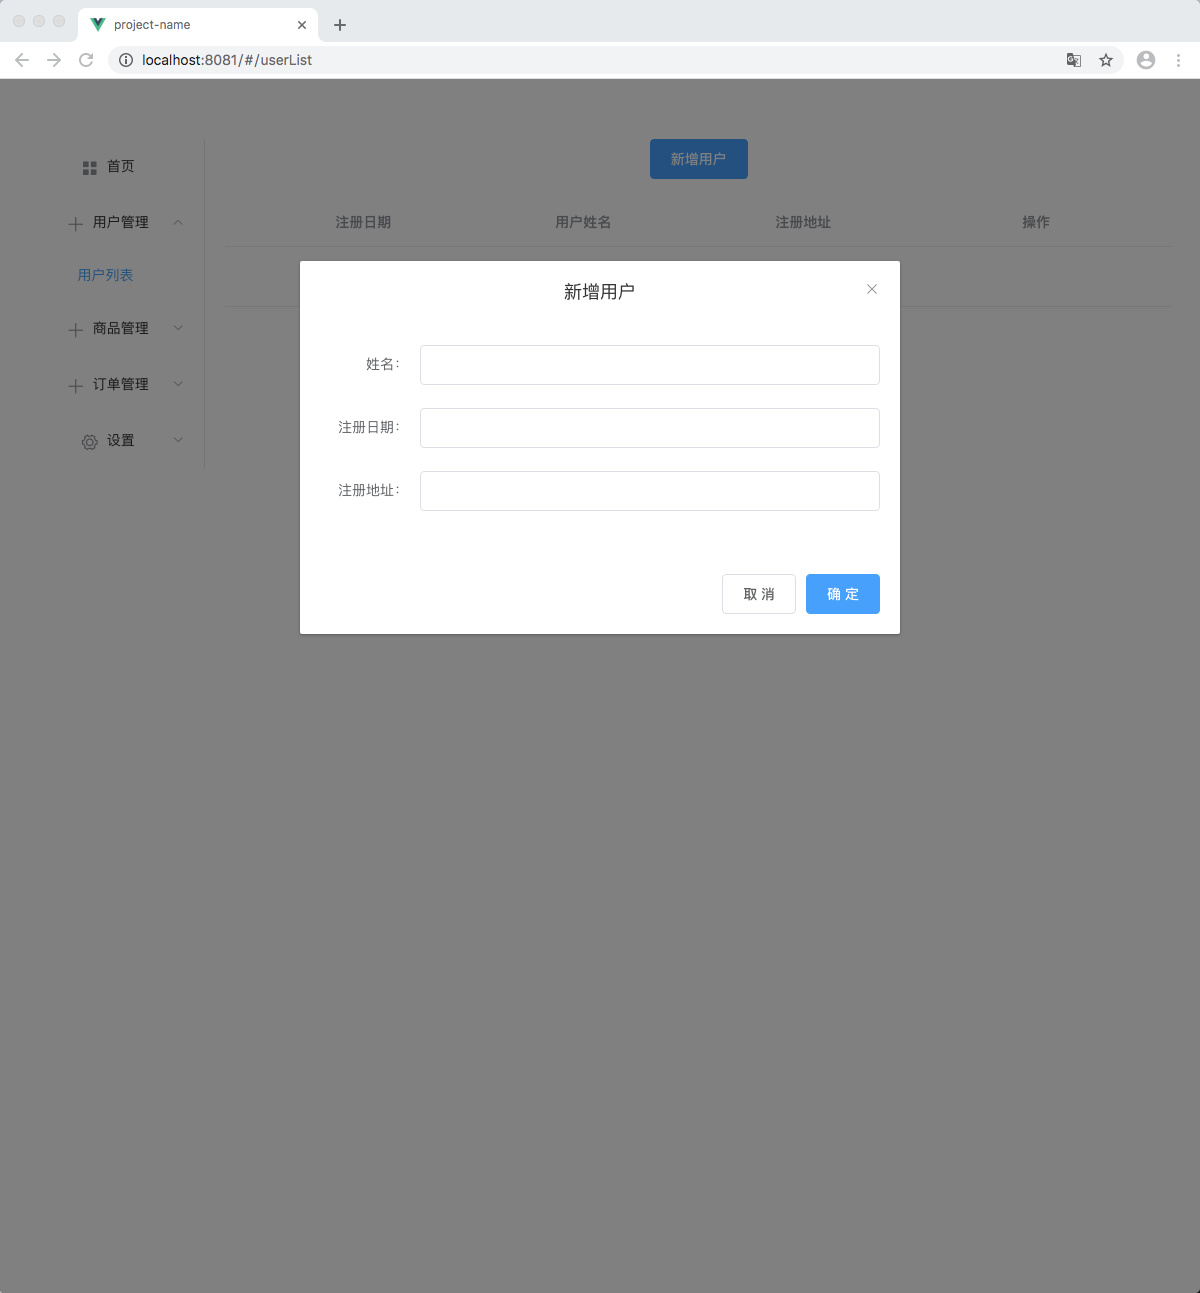 project-name
localhost:8081/#/userList
首页
用户管理
用户列表
商品管理
订单管理
设置
新增用户
注册日期 用户姓名 注册地址 操作
新增用户
姓名：
注册日期：
注册地址：
取 消 确 定